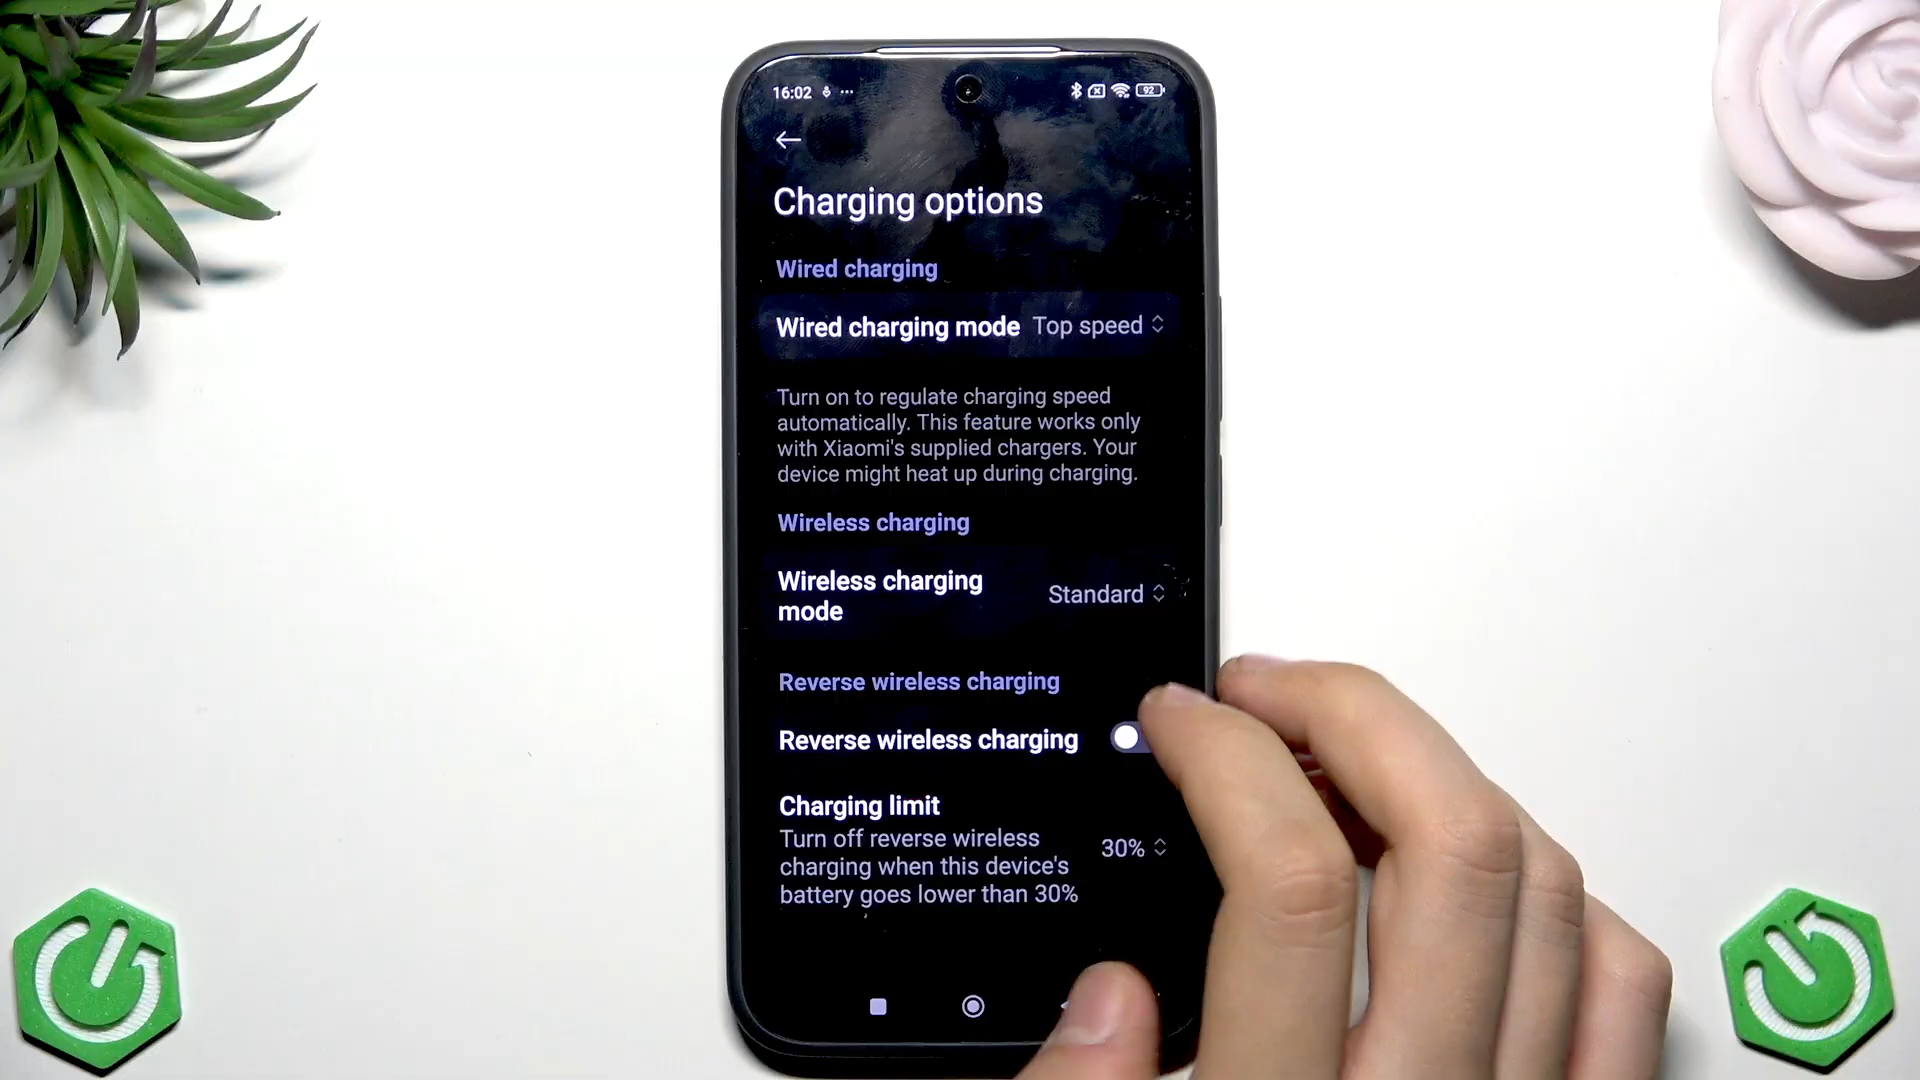 16:02
92
Charging options
Wired charging
Wired charging mode Top speed
Turn on to regulate charging speed
automatically. This feature works only
with Xiaomi's supplied chargers. Your
device might heat up during charging.
Wireless charging
Wireless charging
mode
Standard
Reverse wireless charging
Reverse wireless charging
Charging limit
Turn off reverse wireless
charging when this device's
battery goes lower than 30%
30%